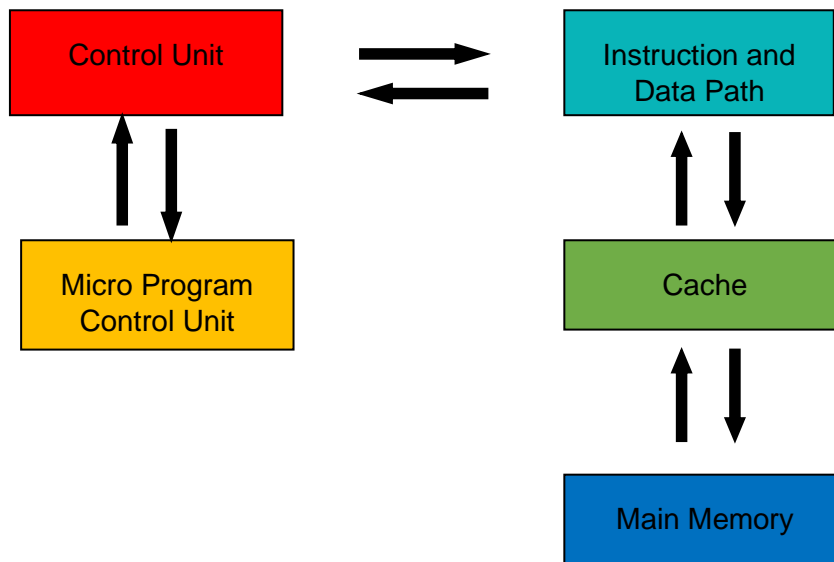 Control Unit
Instruction and
Data Path
Micro Program
Control Unit
Cache
Main Memory